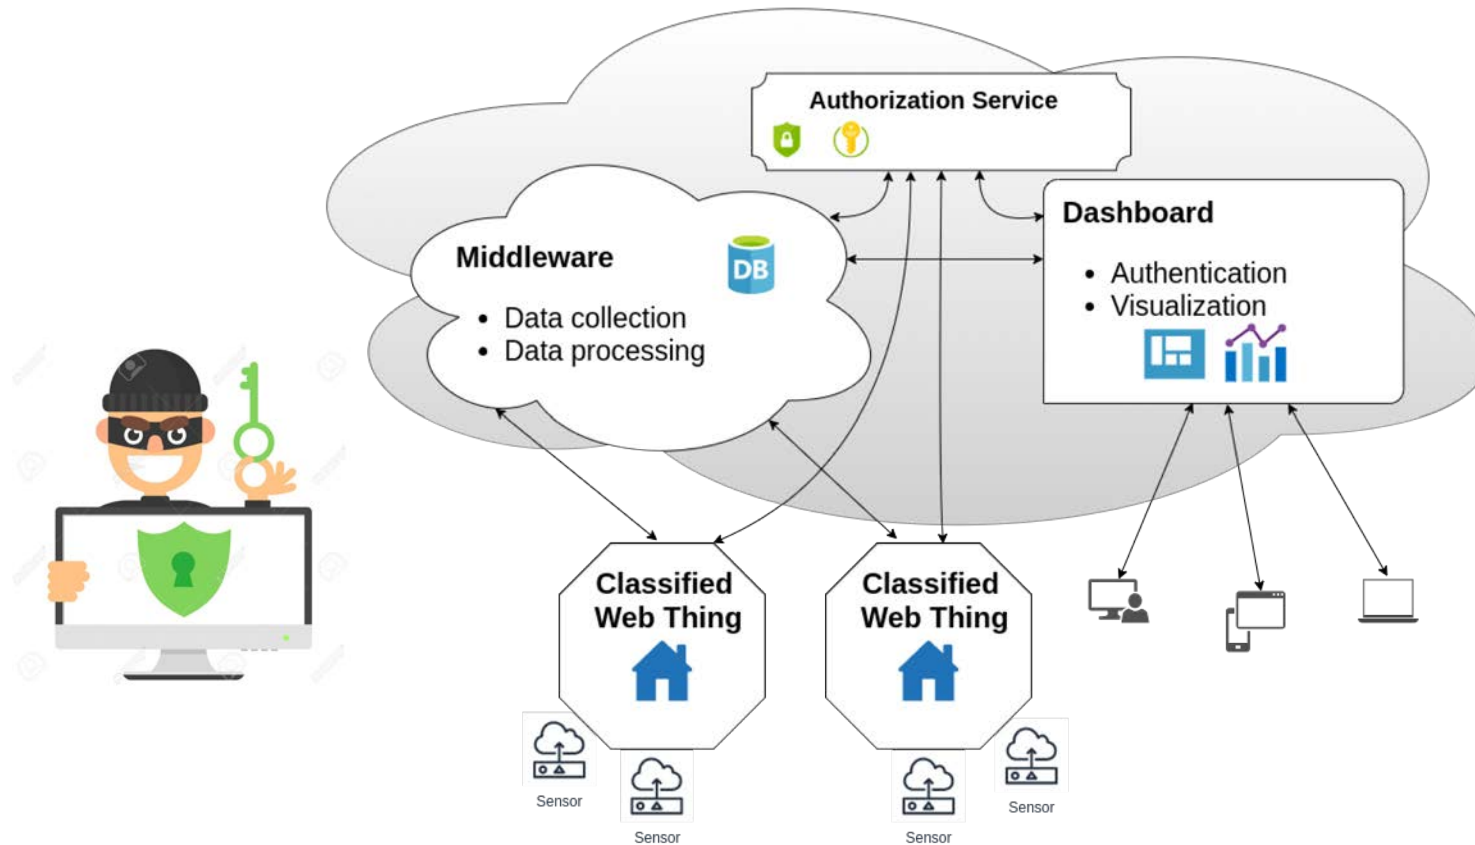 Authorization Service
Middleware
DB
• Data collection
• Data processing
Dashboard
• Authentication
• Visualization
Classified
Web Thing
Classified
Web Thing
Sensor
Sensor
Sensor
Sensor